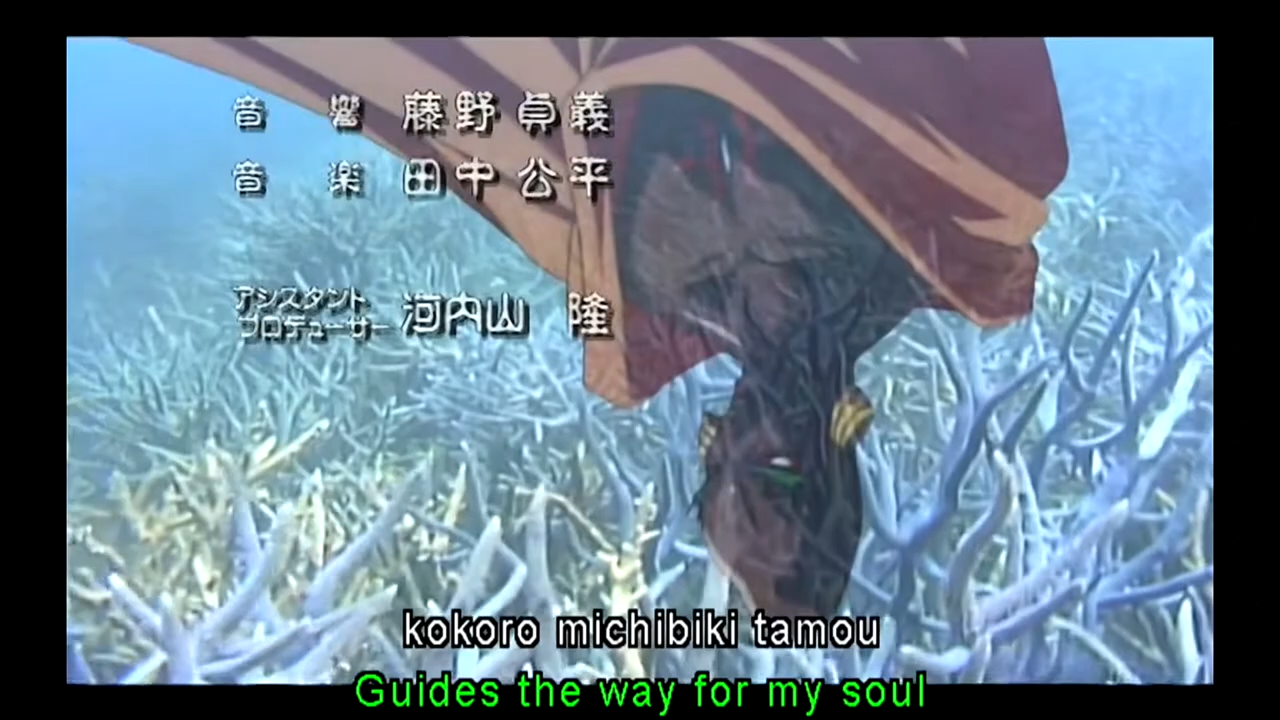 音 響 藤野 貞義
音 楽 田中 公平
アシスタント
プロデューサー 河内山 隆
kokoro michibiki tamou
Guides the way for my soul